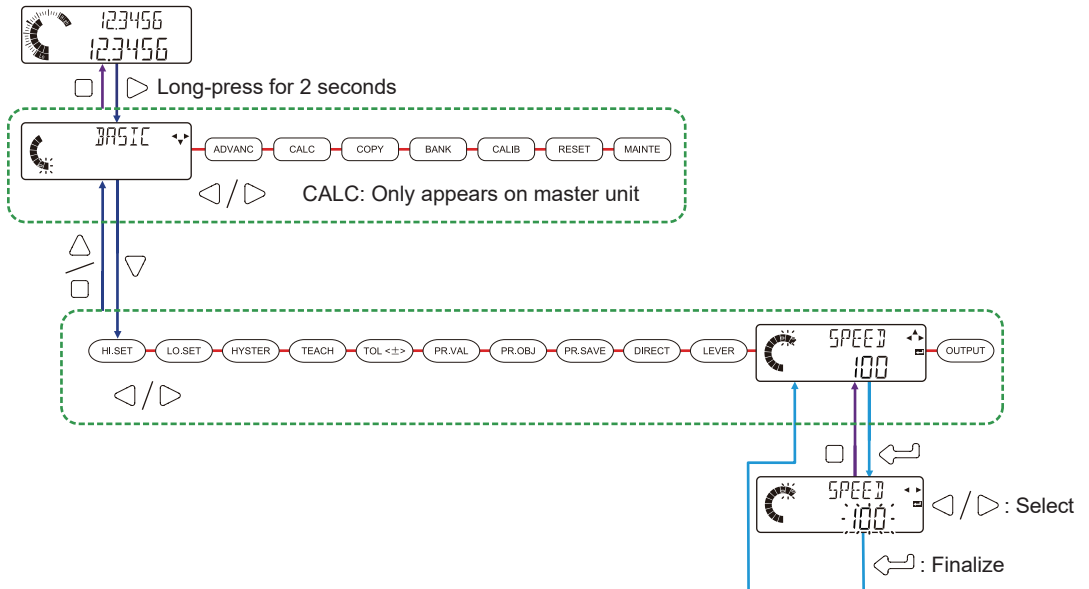 12.3456
12.3456
Long-press for 2 seconds
BASIC
ADVANC
CALC
COPY
BANK
CALIB
RESET
MAINTE
CALC: Only appears on master unit
HI.SET
LO.SET
HYSTER
TEACH
TOL <±>
PR.VAL
PR.OBJ
PR.SAVE
DIRECT
LEVER
SPEED
100
OUTPUT
SPEED
100
: Select
: Finalize